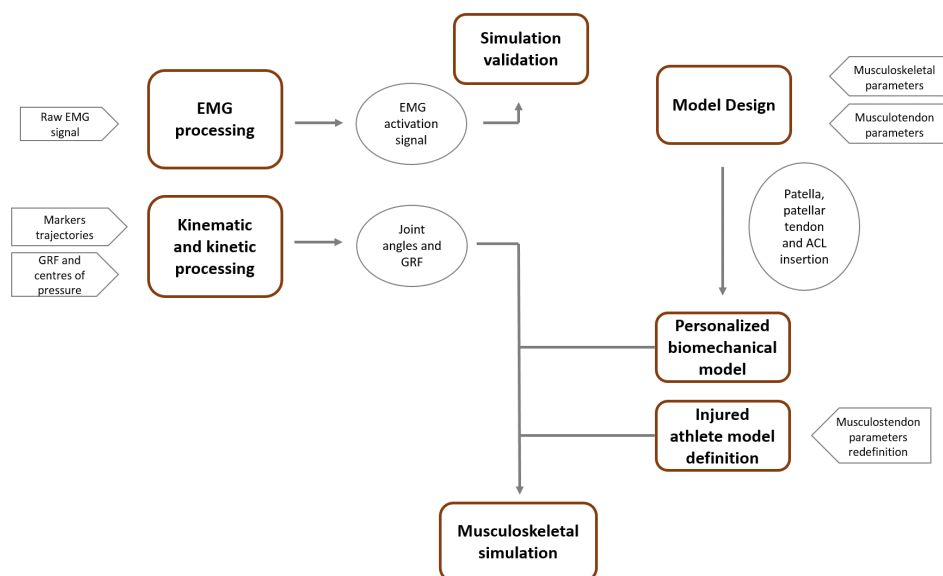 Simulation
validation
Musculoskeletal
parameters
Model Design
Musculotendon
parameters
Raw EMG
signal
EMG
processing
EMG
activation
signal
Markers
trajectories
GRF and
centres of
pressure
Kinematic
and kinetic
processing
Joint
angles and
GRF
Patella,
patellar
tendon
and ACL
insertion
Personalized
biomechanical
model
Injured
athlete model
definition
Musculostendon
parameters
redefinition
Musculoskeletal
simulation